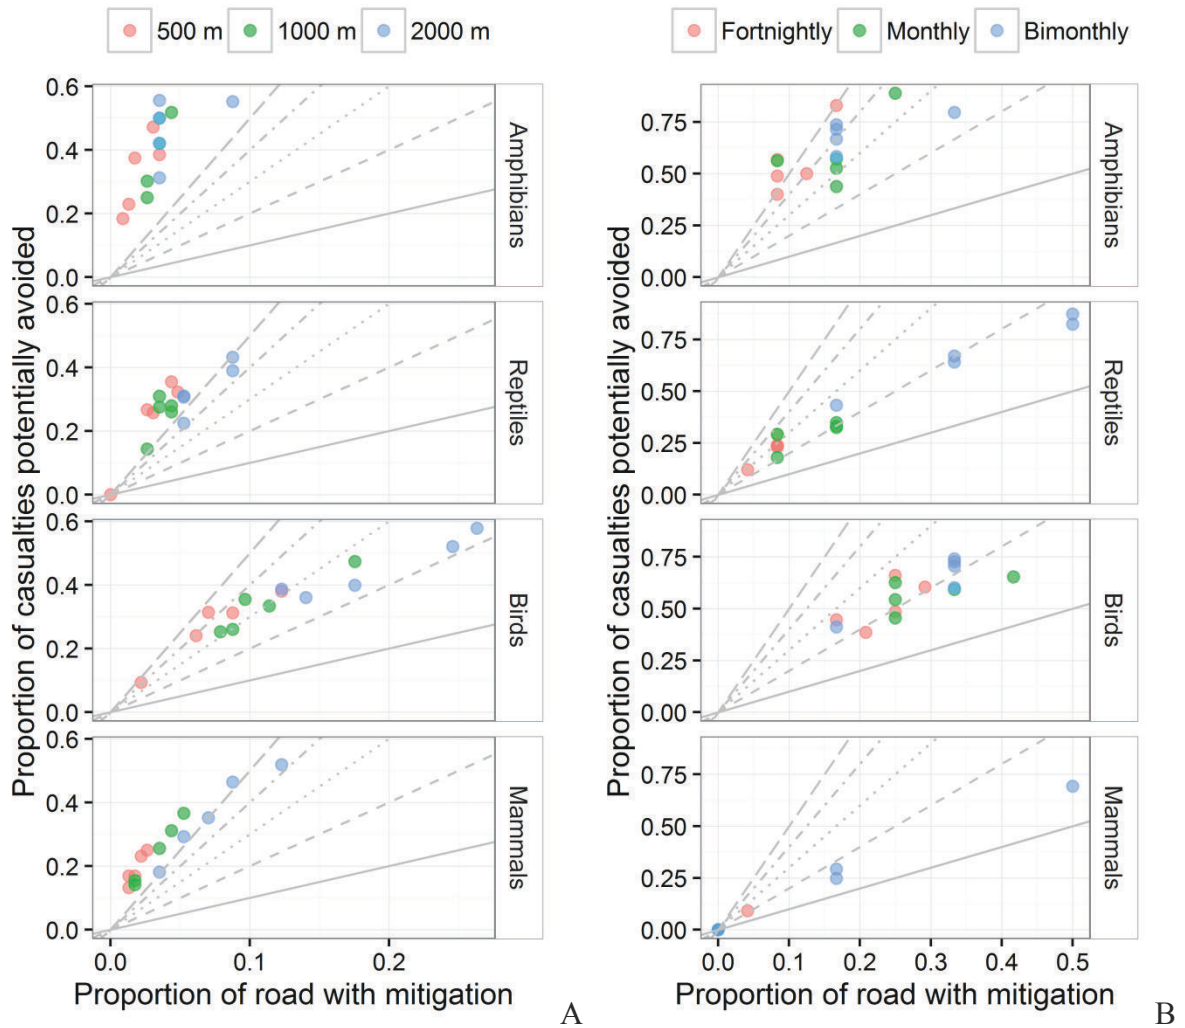 500 m 1000 m 2000 m
Fortnightly Monthly Bimonthly
Proportion of casualties potentially avoided
0.6
0.4
0.2
0.0
Amphibians
0.6
0.4
0.2
0.0
Reptiles
0.6
0.4
0.2
0.0
Birds
0.6
0.4
0.2
0.0
Mammals
0.0 0.1 0.2
Proportion of road with mitigation
A
Proportion of casualties potentially avoided
0.75
0.50
0.25
0.00
Amphibians
0.75
0.50
0.25
0.00
Reptiles
0.75
0.50
0.25
0.00
Birds
0.75
0.50
0.25
0.00
Mammals
0.0 0.1 0.2 0.3 0.4 0.5
Proportion of road with mitigation
B